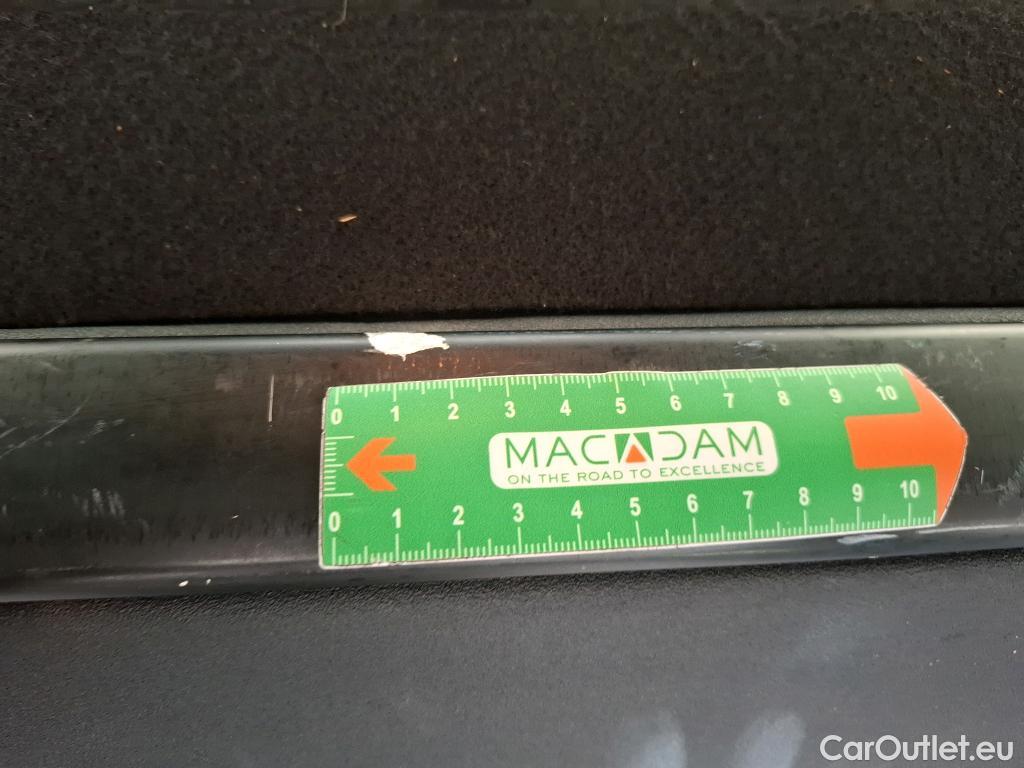 0 1 2 3 4 5 6 7 8 9 10
MACADAM
ON THE ROAD TO EXCELLENCE
0 1 2 3 4 5 6 7 8 9 10
CarOutlet.eu